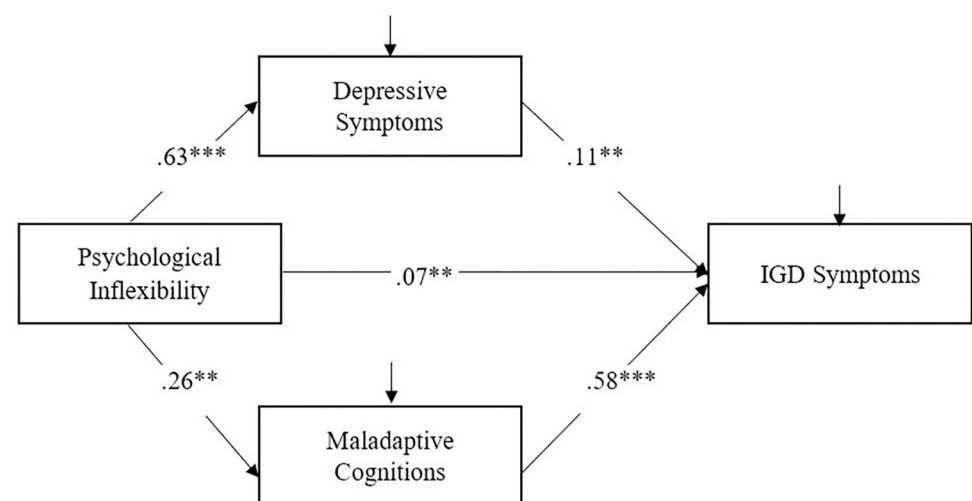 Depressive
Symptoms
.63***
.11**
Psychological
Inflexibility
.07**
IGD Symptoms
.26**
.58***
Maladaptive
Cognitions